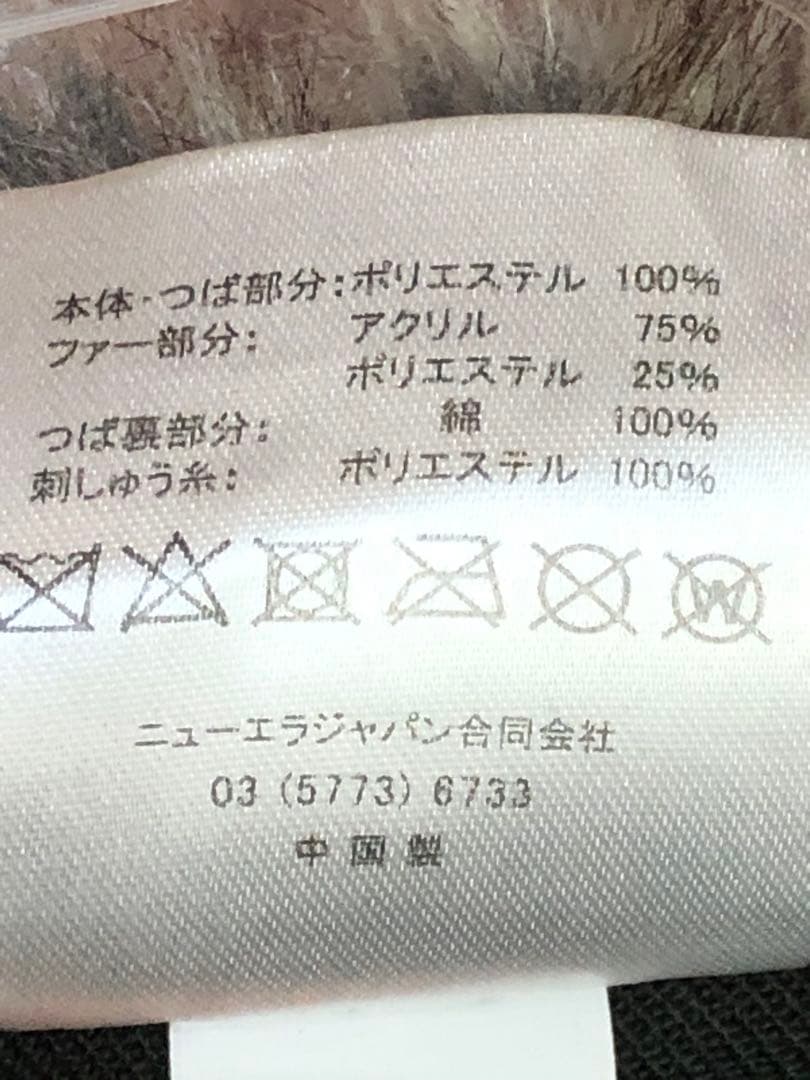 本体・つば部分:ポリエステル 100%
ファー部分: アクリル 75%
ポリエステル 25%
つば裏部分: 綿 100%
刺しゅう糸: ポリエステル 100%
W
ニューエラジャパン合同会社
03 (5773) 6733
中国製